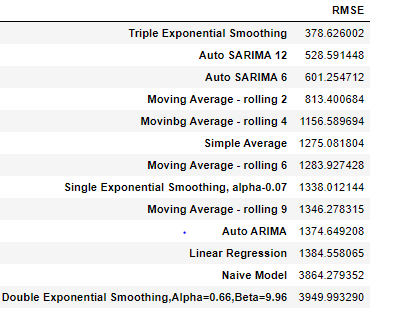 RMSE
Triple Exponential Smoothing 378.626002
Auto SARIMA 12 528.591448
Auto SARIMA 6 601.254712
Moving Average - rolling 2 813.400684
Movinbg Average - rolling 4 1156.589694
Simple Average 1275.081804
Moving Average - rolling 6 1283.927428
Single Exponential Smoothing, alpha-0.07 1338.012144
Moving Average - rolling 9 1346.278315
Auto ARIMA 1374.649208
Linear Regression 1384.558065
Naive Model 3864.279352
Double Exponential Smoothing,Alpha=0.66,Beta=9.96 3949.993290